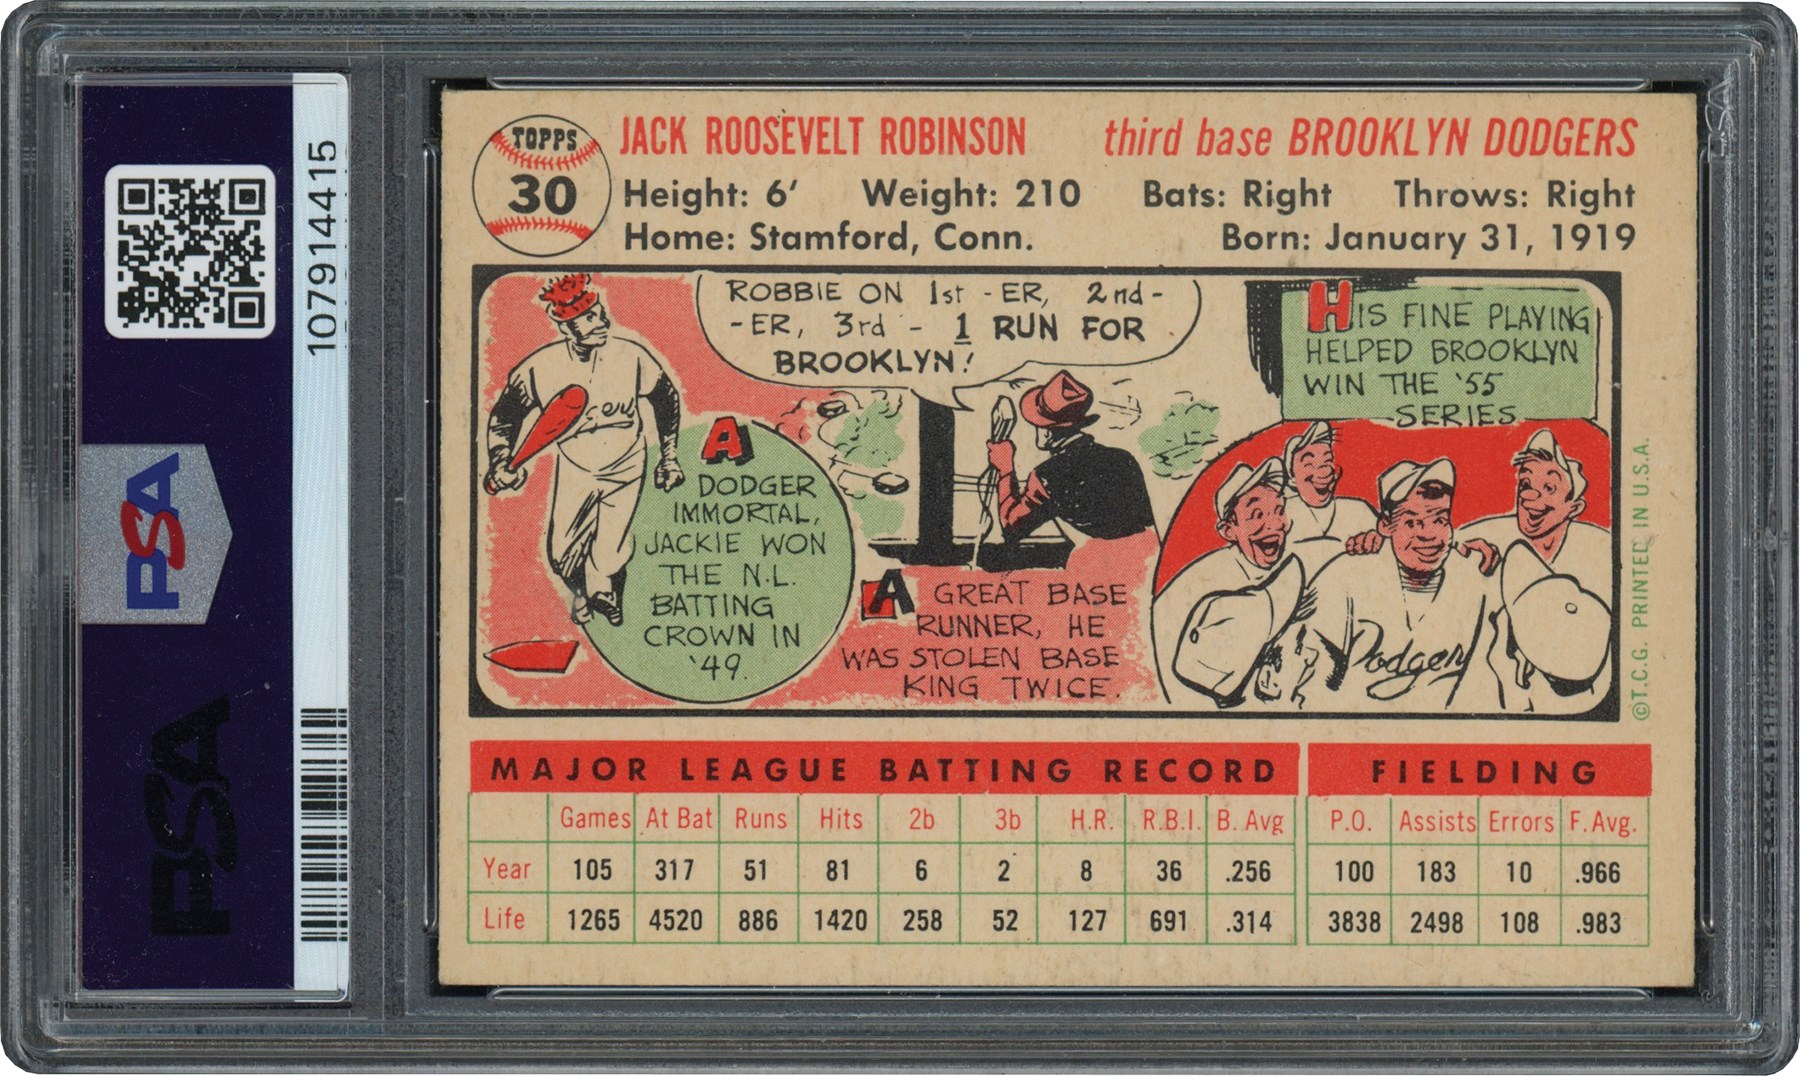 107914415
PSA
PSA
TOPPS
30
JACK ROOSEVELT ROBINSON third base BROOKLYN DODGERS
Height: 6' Weight: 210 Bats: Right Throws: Right
Home: Stamford, Conn. Born: January 31, 1919
A
DODGER
IMMORTAL,
JACKIE WON
THE N.L.
BATTING
CROWN IN
'49.
ROBBIE ON 1st - ER, 2nd -
- ER, 3rd - 1 RUN FOR
BROOKLYN!
A GREAT BASE
RUNNER, HE
WAS STOLEN BASE
KING TWICE.
HIS FINE PLAYING
HELPED BROOKLYN
WIN THE '55
SERIES
Dodgers
©T.C.G. PRINTED IN U.S.A.
MAJOR LEAGUE BATTING RECORD FIELDING
Games At Bat Runs Hits 2b 3b H.R. R.B.I. B. Avg P.O. Assists Errors F. Avg.
Year 105 317 51 81 6 2 8 36 .256 100 183 10 .966
Life 1265 4520 886 1420 258 52 127 691 .314 3838 2498 108 .983